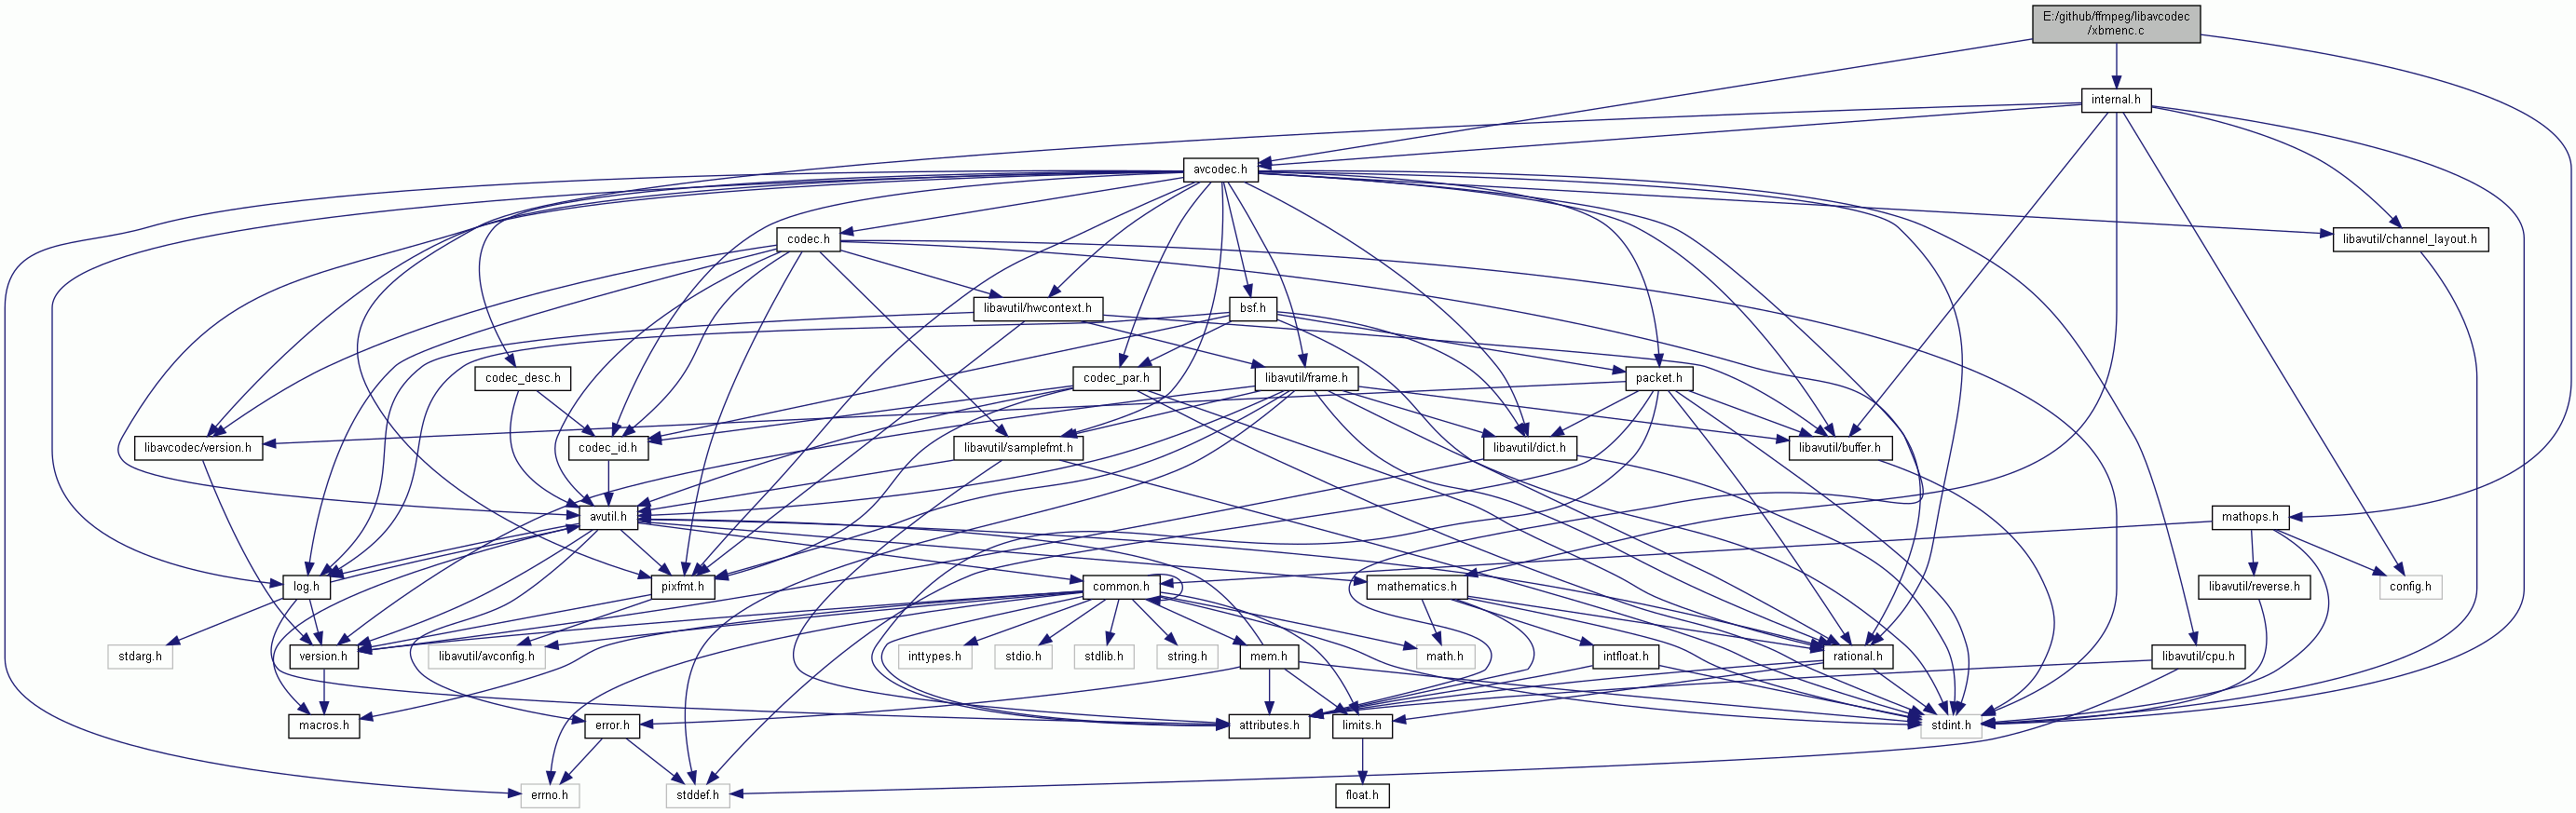 E:/github/ffmpeg/libavcodec
/xbmenc.c
internal.h
avcodec.h
codec.h
libavutil/channel_layout.h
libavutil/hwcontext.h
bsf.h
codec_desc.h
codec_par.h
libavutil/frame.h
packet.h
libavcodec/version.h
codec_id.h
libavutil/samplefmt.h
libavutil/dict.h
libavutil/buffer.h
avutil.h
mathops.h
log.h
pixfmt.h
common.h
mathematics.h
libavutil/reverse.h
config.h
stdarg.h
version.h
libavutil/avconfig.h
inttypes.h
stdio.h
stdlib.h
string.h
mem.h
math.h
intfloat.h
rational.h
libavutil/cpu.h
macros.h
error.h
attributes.h
limits.h
stdint.h
errno.h
stddef.h
float.h